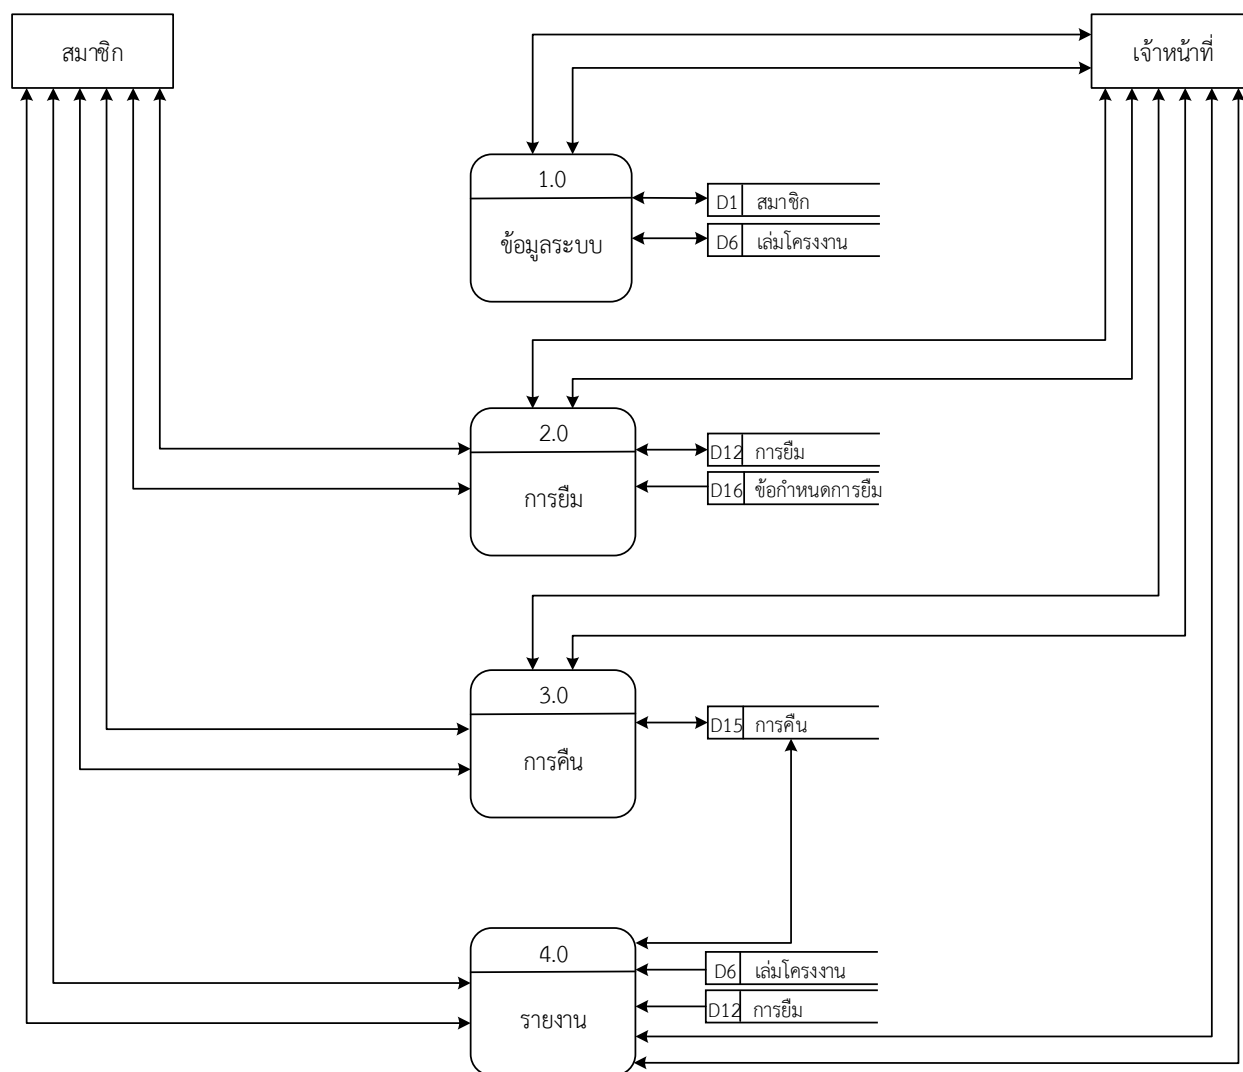 สมาชิก
เจ้าหน้าที่
1.0
ข้อมูลระบบ
D1 สมาชิก
D6 เล่มโครงงาน
2.0
การยืม
D12 การยืม
D16 ข้อกำหนดการยืม
3.0
การคืน
D15 การคืน
4.0
รายงาน
D6 เล่มโครงงาน
D12 การยืม